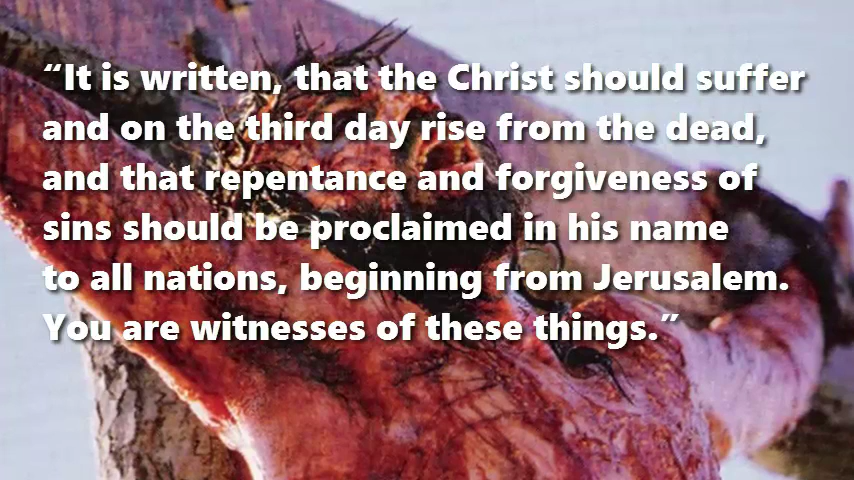 “It is written, that the Christ should suffer
and on the third day rise from the dead,
and that repentance and forgiveness of
sins should be proclaimed in his name
to all nations, beginning from Jerusalem.
You are witnesses of these things.”